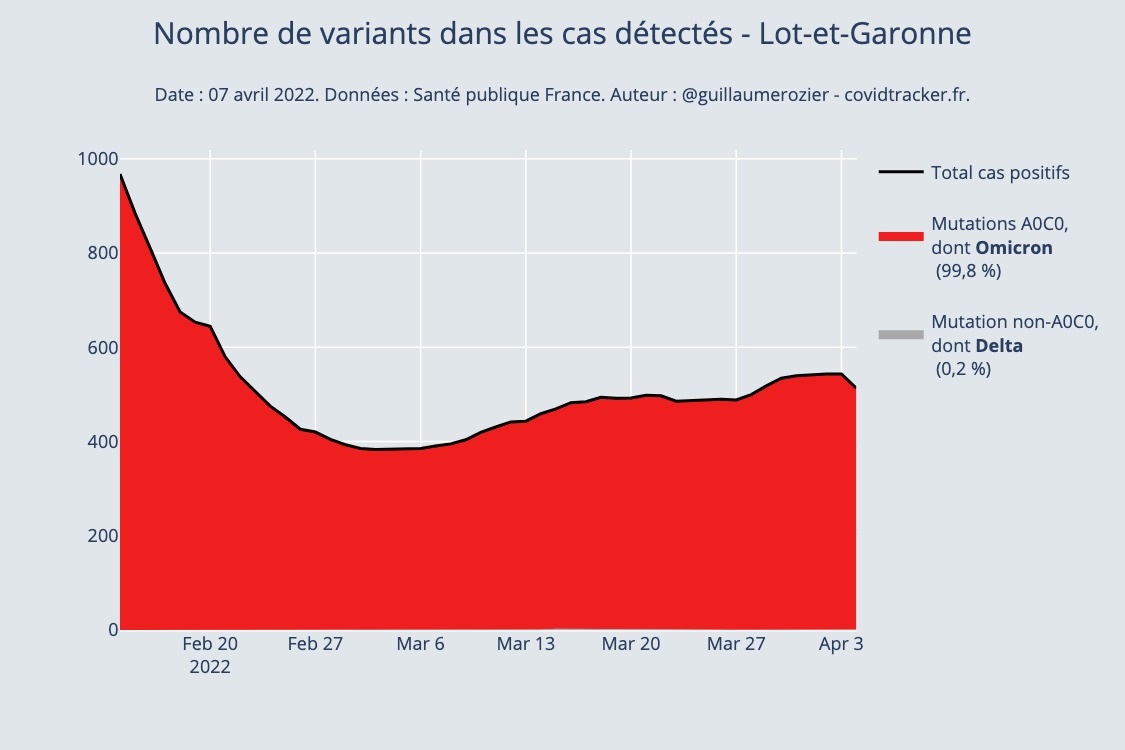 Nombre de variants dans les cas détectés - Lot-et-Garonne
Date : 07 avril 2022. Données : Santé publique France. Auteur : @guillaumerozier - covidtracker.fr.
1000
800
600
400
200
0
Feb 20
2022
Feb 27
Mar 6
Mar 13
Mar 20
Mar 27
Apr 3
Total cas positifs
Mutations A0C0,
dont Omicron
(99,8 %)
Mutation non-A0C0,
dont Delta
(0,2 %)